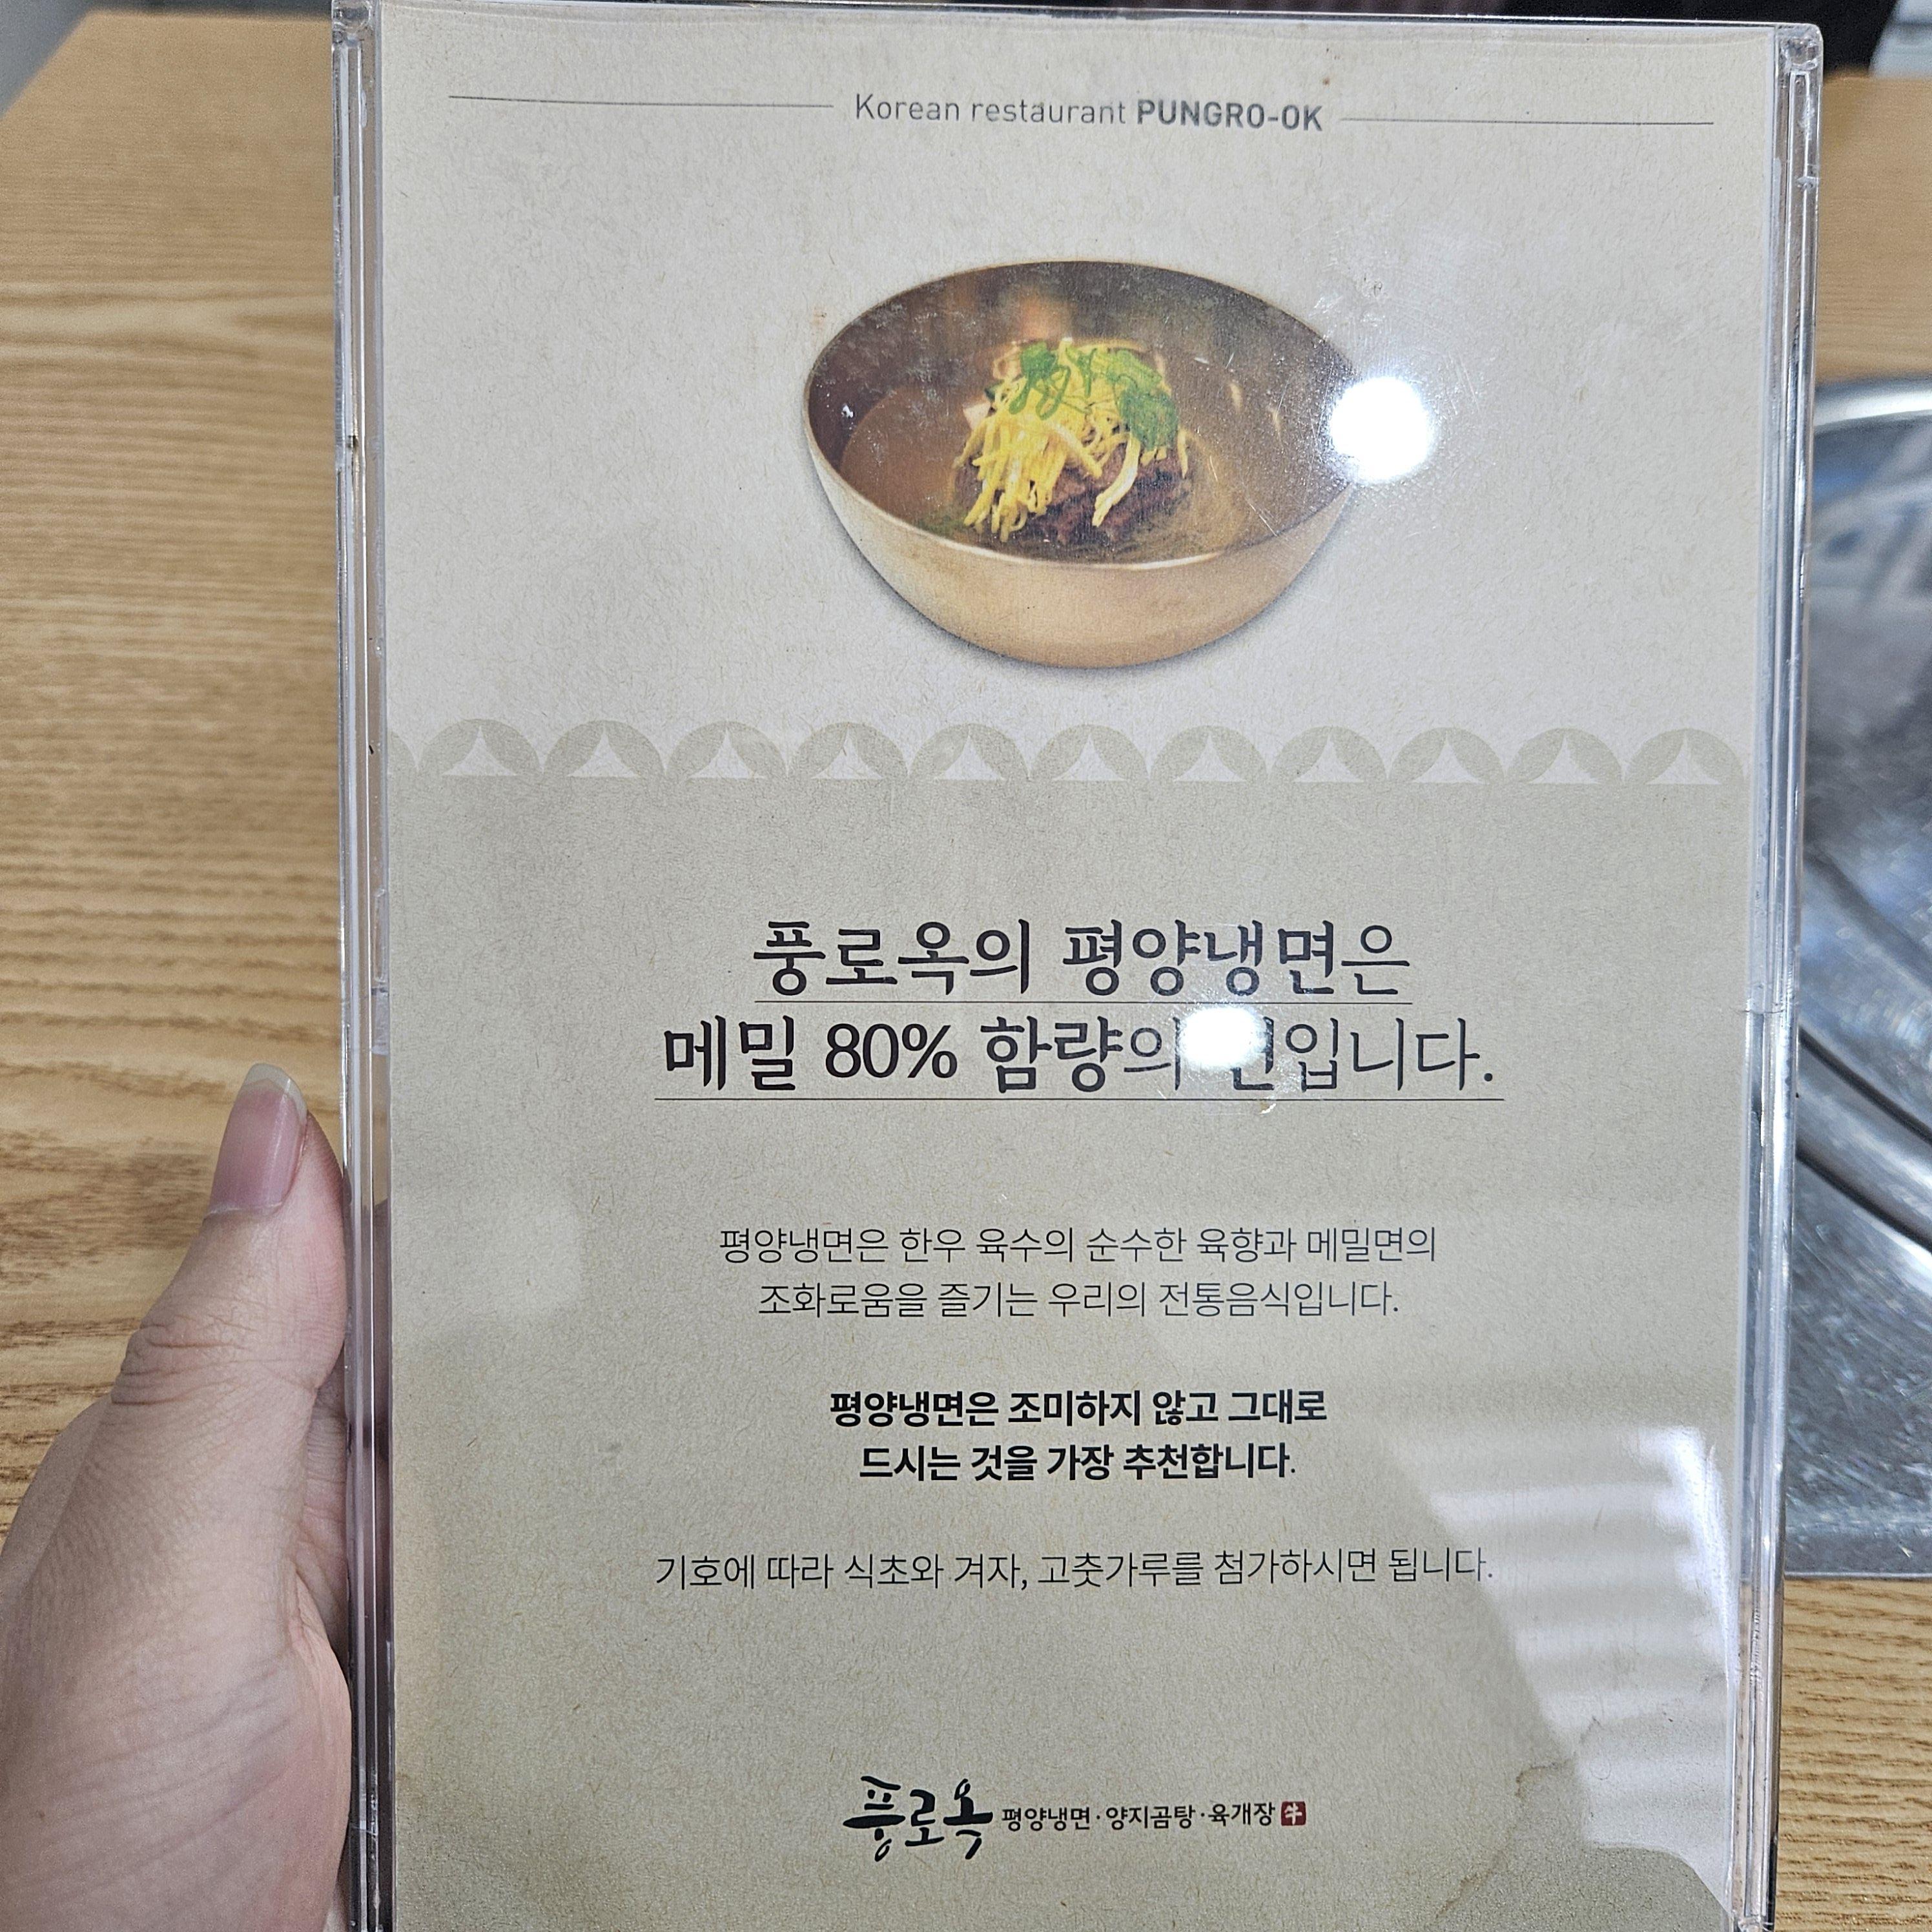 Korean restaurant PUNGRO-OK
풍로옥의 평양냉면은
메밀 80% 함량의 면입니다.
평양냉면은 한우 육수의 순수한 육향과 메밀면의
조화로움을 즐기는 우리의 전통음식입니다.
평양냉면은 조미하지 않고 그대로
드시는 것을 가장 추천합니다.
기호에 따라 식초와 겨자, 고춧가루를 첨가하시면 됩니다.
풍로옥 평양냉면·양지곰탕·육개장 牛